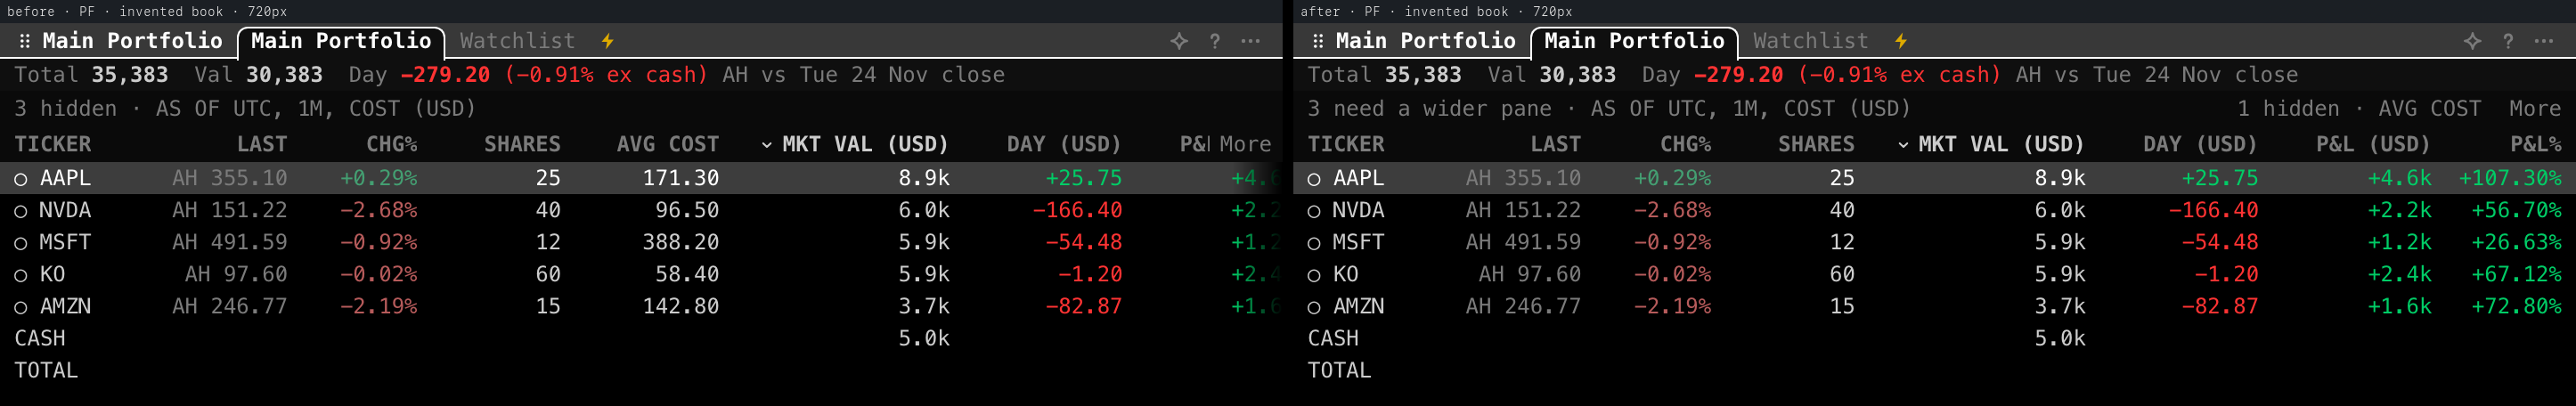 before · PF · invented book · 720px
Main Portfolio Main Portfolio Watchlist ?
Total 35,383 Val 30,383 Day −279.20 (−0.91% ex cash) AH vs Tue 24 Nov close
3 hidden · AS OF UTC, 1M, COST (USD)
TICKER LAST CHG% SHARES AVG COST MKT VAL (USD) DAY (USD) P& More
AAPL AH 355.10 +0.29% 25 171.30 8.9k +25.75 +4.6
NVDA AH 151.22 −2.68% 40 96.50 6.0k −166.40 +2.2
MSFT AH 491.59 −0.92% 12 388.20 5.9k −54.48 +1.2
KO AH 97.60 −0.02% 60 58.40 5.9k −1.20 +2.4
AMZN AH 246.77 −2.19% 15 142.80 3.7k −82.87 +1.6
CASH 5.0k
TOTAL
after · PF · invented book · 720px
Main Portfolio Main Portfolio Watchlist ?
Total 35,383 Val 30,383 Day −279.20 (−0.91% ex cash) AH vs Tue 24 Nov close
3 need a wider pane · AS OF UTC, 1M, COST (USD) 1 hidden · AVG COST More
TICKER LAST CHG% SHARES MKT VAL (USD) DAY (USD) P&L (USD) P&L%
AAPL AH 355.10 +0.29% 25 8.9k +25.75 +4.6k +107.30%
NVDA AH 151.22 −2.68% 40 6.0k −166.40 +2.2k +56.70%
MSFT AH 491.59 −0.92% 12 5.9k −54.48 +1.2k +26.63%
KO AH 97.60 −0.02% 60 5.9k −1.20 +2.4k +67.12%
AMZN AH 246.77 −2.19% 15 3.7k −82.87 +1.6k +72.80%
CASH 5.0k
TOTAL